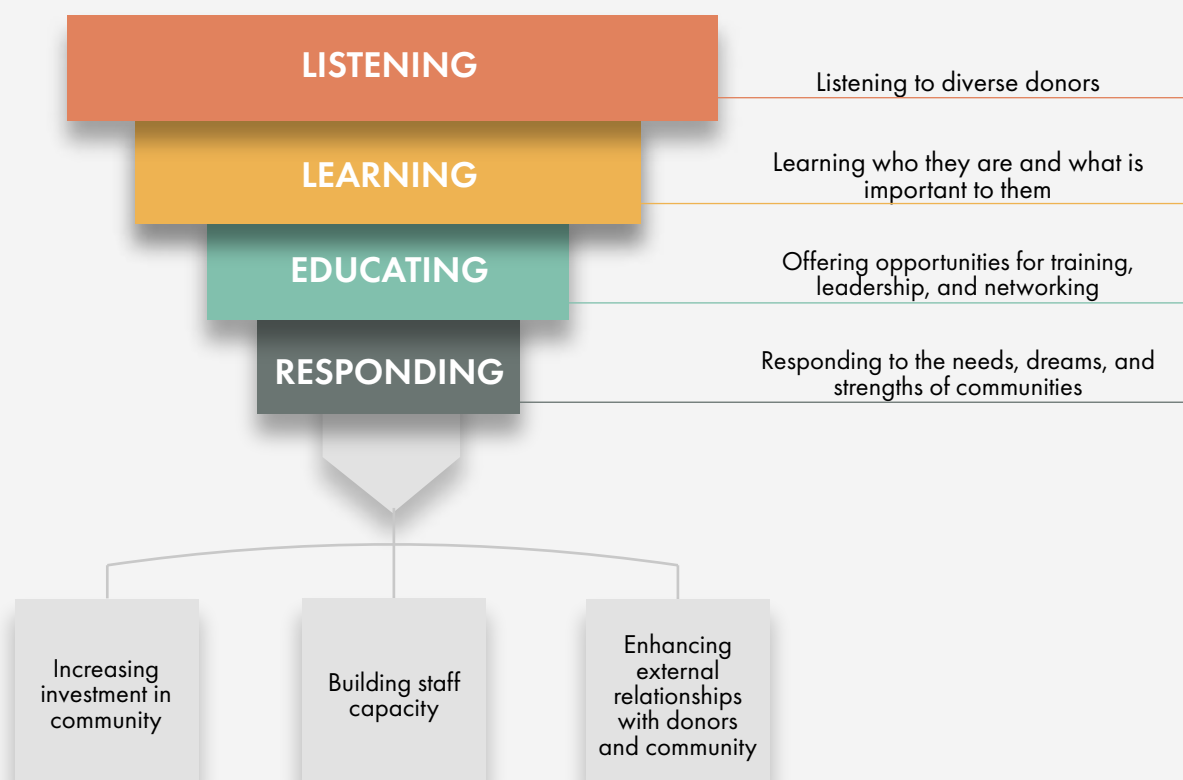 LISTENING
Listening to diverse donors
LEARNING
Learning who they are and what is
important to them
EDUCATING
Offering opportunities for training,
leadership, and networking
RESPONDING
Responding to the needs, dreams, and
strengths of communities
Increasing
investment in
community
Building staff
capacity
Enhancing
external
relationships
with donors
and community